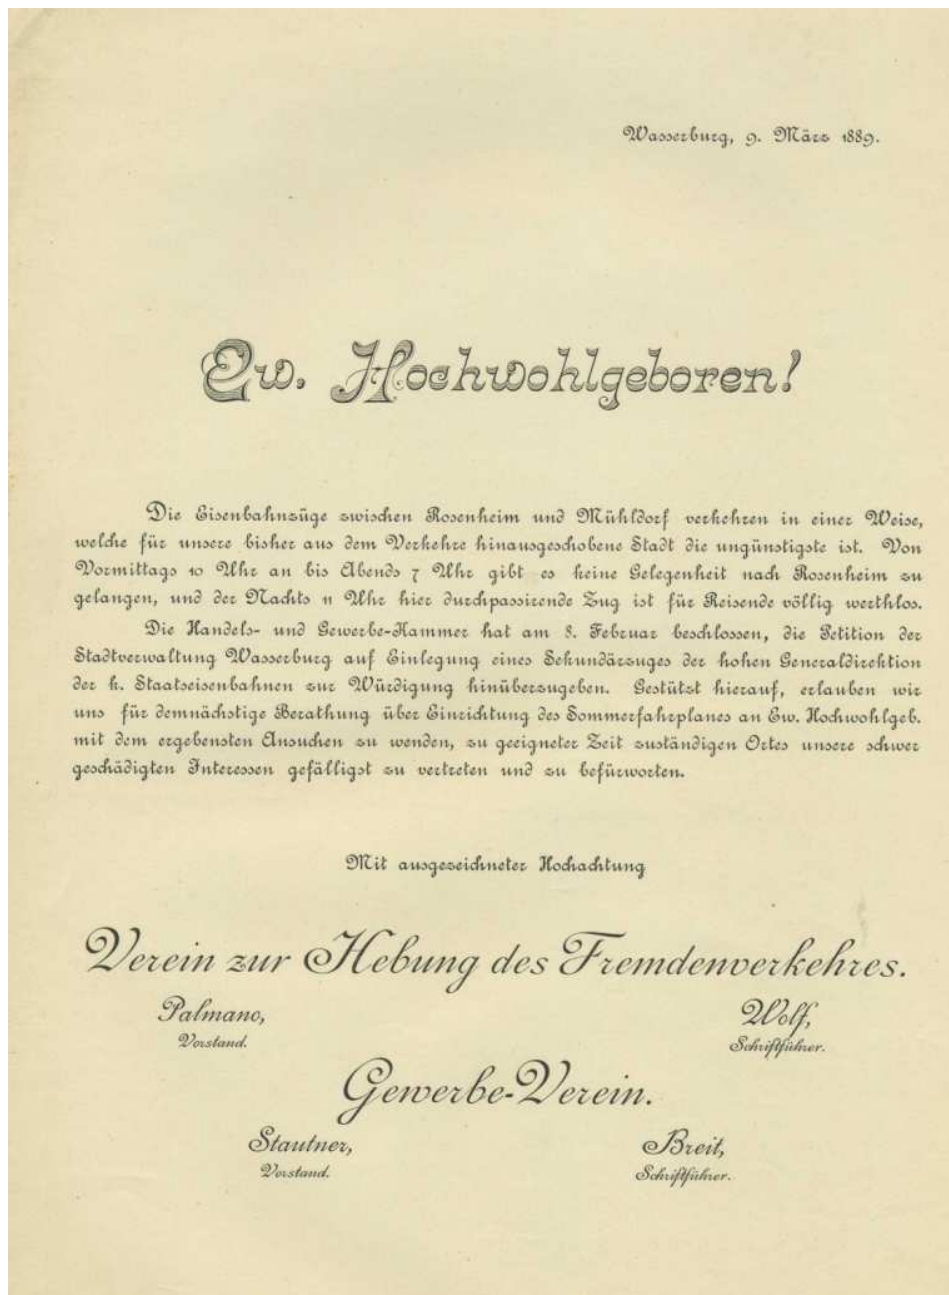 Wasserburg, 9. März 1889.
Ew. Hochwohlgeboren!
Die Eisenbahnzüge zwischen Rosenheim und Mühldorf verkehren in einer Weise,
welche für unsere bisher aus dem Verkehre hinausgeschobene Stadt die ungünstigste ist. Von
Vormittags 10 Uhr an bis Abends 7 Uhr gibt es keine Gelegenheit nach Rosenheim zu
gelangen, und der Nachts 11 Uhr hier durchpassirende Zug ist für Reisende völlig werthlos.
Die Handels- und Gewerbe-Kammer hat am 8. Februar beschlossen, die Petition der
Stadtverwaltung Wasserburg auf Einlegung eines Sekundärzuges der hohen Generaldirektion
der k. Staatseisenbahnen zur Würdigung hinüberzugeben. Gestützt hierauf, erlauben wir
uns für demnächstige Berathung über Einrichtung des Sommerfahrplanes an Ew. Hochwohlgeb.
mit dem ergebensten Ansuchen zu wenden, zu geeigneter Zeit zuständigen Ortes unsere schwer
geschädigten Interessen gefälligst zu vertreten und zu befürworten.
Mit ausgezeichneter Hochachtung
Verein zur Hebung des Fremdenverkehres.
Palmano, Wolf,
Vorstand. Schriftführer.
Gewerbe-Verein.
Stautner, Breit,
Vorstand. Schriftführer.